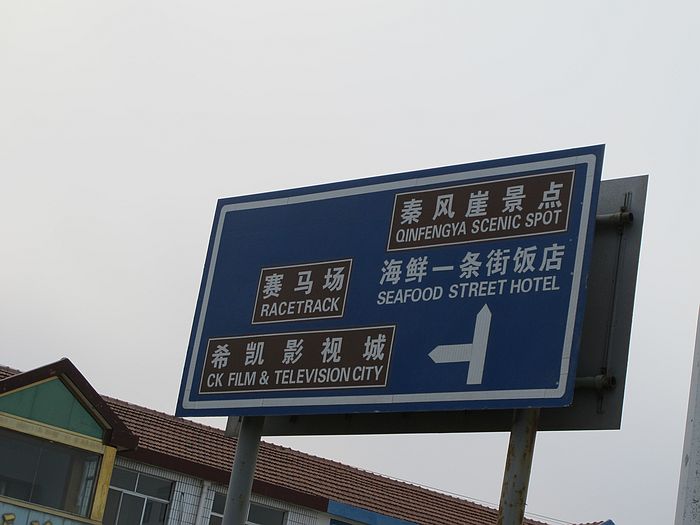 秦风崖景点
QINFENGYA SCENIC SPOT
海鲜一条街饭店
SEAFOOD STREET HOTEL
赛马场
RACETRACK
希凯影视城
CK FILM & TELEVISION CITY